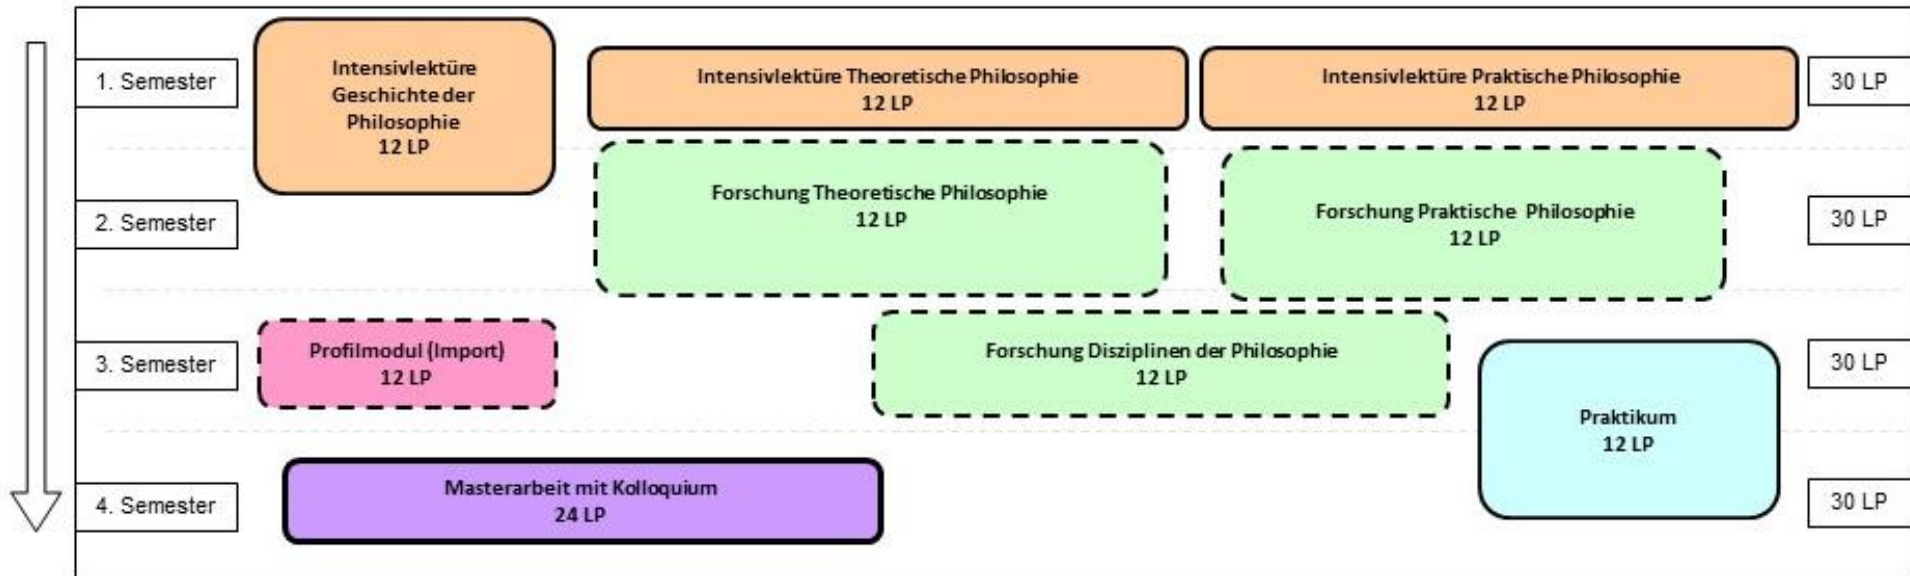 1. Semester
Intensivlektüre
Geschichte der
Philosophie
12 LP
Intensivlektüre Theoretische Philosophie
12 LP
Intensivlektüre Praktische Philosophie
12 LP
30 LP
2. Semester
Forschung Theoretische Philosophie
12 LP
Forschung Praktische Philosophie
12 LP
30 LP
3. Semester
Profilmodul (Import)
12 LP
Forschung Disziplinen der Philosophie
12 LP
Praktikum
12 LP
30 LP
4. Semester
Masterarbeit mit Kolloquium
24 LP
30 LP